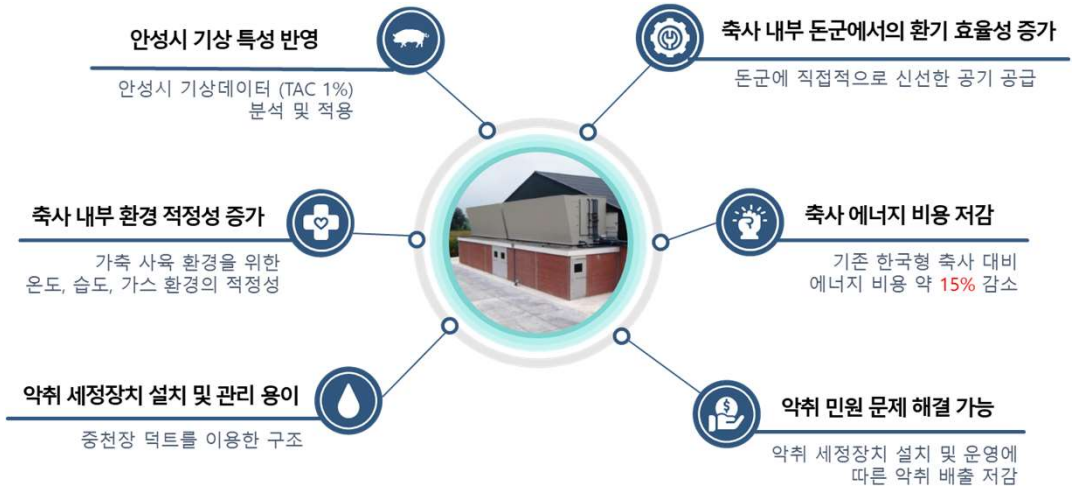 안성시 기상 특성 반영
안성시 기상데이터 (TAC 1%)
분석 및 적용
축사 내부 돈군에서의 환기 효율성 증가
돈군에 직접적으로 신선한 공기 공급
축사 내부 환경 적정성 증가
가축 사육 환경을 위한
온도, 습도, 가스 환경의 적정성
축사 에너지 비용 저감
기존 한국형 축사 대비
에너지 비용 약 15% 감소
악취 세정장치 설치 및 관리 용이
중천장 덕트를 이용한 구조
악취 민원 문제 해결 가능
악취 세정장치 설치 및 운영에
따른 악취 배출 저감